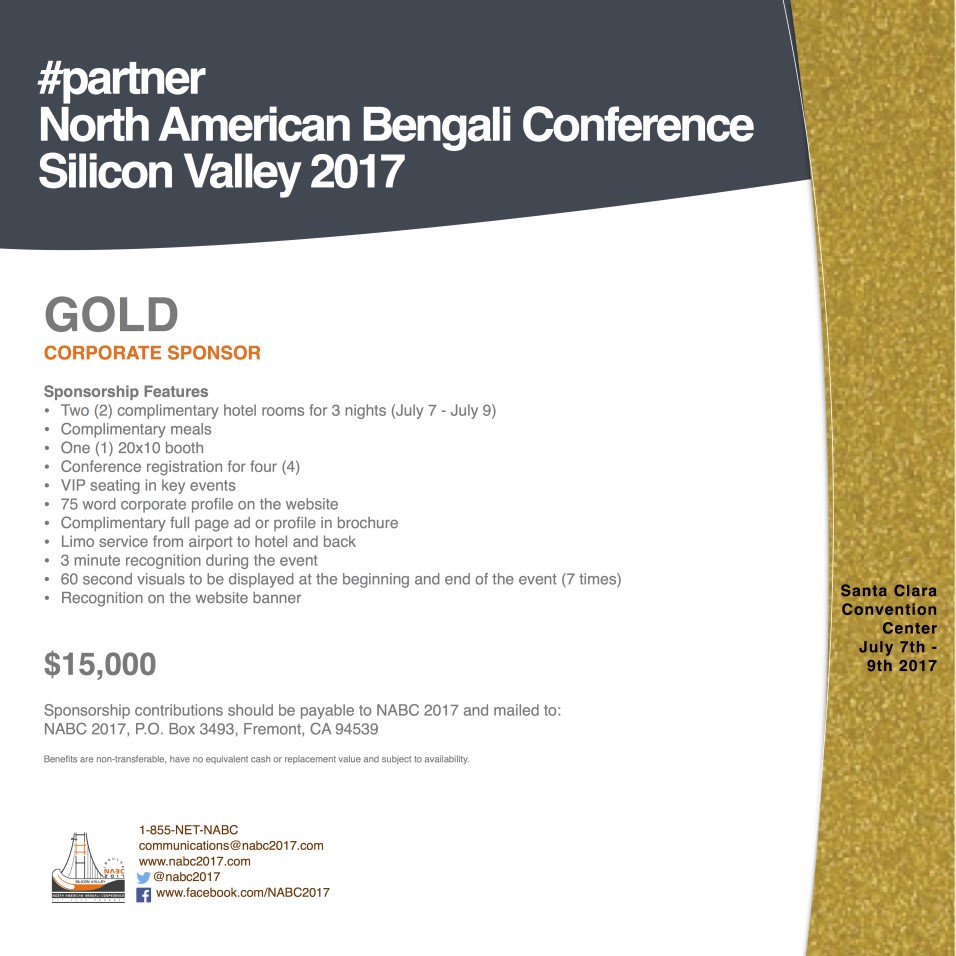 #partner
North American Bengali Conference
Silicon Valley 2017
GOLD
CORPORATE SPONSOR
Sponsorship Features
• Two (2) complimentary hotel rooms for 3 nights (July 7 - July 9)
• Complimentary meals
• One (1) 20x10 booth
• Conference registration for four (4)
• VIP seating in key events
• 75 word corporate profile on the website
• Complimentary full page ad or profile in brochure
• Limo service from airport to hotel and back
• 3 minute recognition during the event
• 60 second visuals to be displayed at the beginning and end of the event (7 times)
• Recognition on the website banner
Santa Clara
Convention
Center
July 7th -
9th 2017
$15,000
Sponsorship contributions should be payable to NABC 2017 and mailed to:
NABC 2017, P.O. Box 3493, Fremont, CA 94539
Benefits are non-transferable, have no equivalent cash or replacement value and subject to availability.
NABC
2017
SILICON VALLEY
NORTH AMERICAN BENGALI CONFERENCE
1-855-NET-NABC
communications@nabc2017.com
www.nabc2017.com
@nabc2017
www.facebook.com/NABC2017